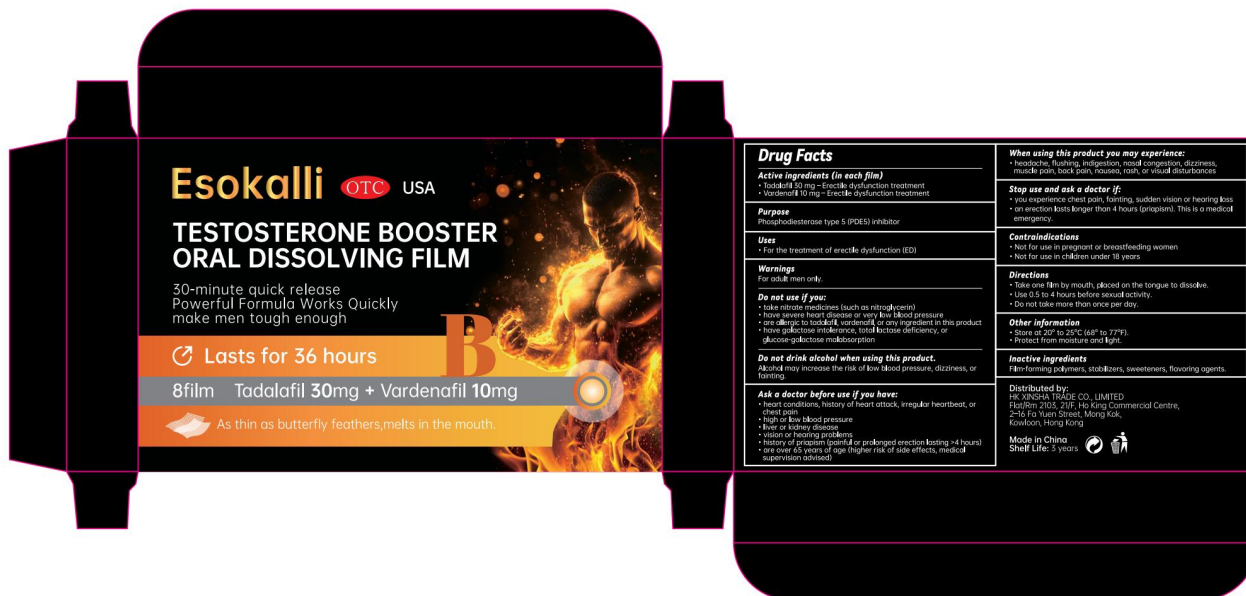 Esokalli OTC USA
TESTOSTERONE BOOSTER
ORAL DISSOLVING FILM
30-minute quick release
Powerful Formula Works Quickly
make men tough enough
B
Lasts for 36 hours
8film Tadalafil 30mg + Vardenafil 10mg
As thin as butterfly feathers,melts in the mouth.
Drug Facts
Active ingredients (in each film)
• Tadalafil 30 mg – Erectile dysfunction treatment
• Vardenafil 10 mg – Erectile dysfunction treatment
Purpose
Phosphodiesterase type 5 (PDE5) inhibitor
Uses
• For the treatment of erectile dysfunction (ED)
Warnings
For adult men only.
Do not use if you:
• take nitrate medicines (such as nitroglycerin)
• have severe heart disease or very low blood pressure
• are allergic to tadalafil, vardenafil, or any ingredient in this product
• have galactose intolerance, total lactase deficiency, or
glucose-galactose malabsorption
Do not drink alcohol when using this product.
Alcohol may increase the risk of low blood pressure, dizziness, or
fainting.
Ask a doctor before use if you have:
• heart conditions, history of heart attack, irregular heartbeat, or
chest pain
• high or low blood pressure
• liver or kidney disease
• vision or hearing problems
• history of priapism (painful or prolonged erection lasting >4 hours)
• are over 65 years of age (higher risk of side effects, medical
supervision advised)
When using this product you may experience:
• headache, flushing, indigestion, nasal congestion, dizziness,
muscle pain, back pain, nausea, rash, or visual disturbances
Stop use and ask a doctor if:
• you experience chest pain, fainting, sudden vision or hearing loss
• an erection lasts longer than 4 hours (priapism). This is a medical
emergency.
Contraindications
• Not for use in pregnant or breastfeeding women
• Not for use in children under 18 years
Directions
• Take one film by mouth, placed on the tongue to dissolve.
• Use 0.5 to 4 hours before sexual activity.
• Do not take more than once per day.
Other information
• Store at 20° to 25°C (68° to 77°F).
• Protect from moisture and light.
Inactive ingredients
Film-forming polymers, stabilizers, sweeteners, flavoring agents.
Distributed by:
HK XINSHA TRADE CO., LIMITED
Flat/Rm 2103, 21/F, Ho King Commercial Centre,
2–16 Fa Yuen Street, Mong Kok,
Kowloon, Hong Kong
Made in China
Shelf Life: 3 years